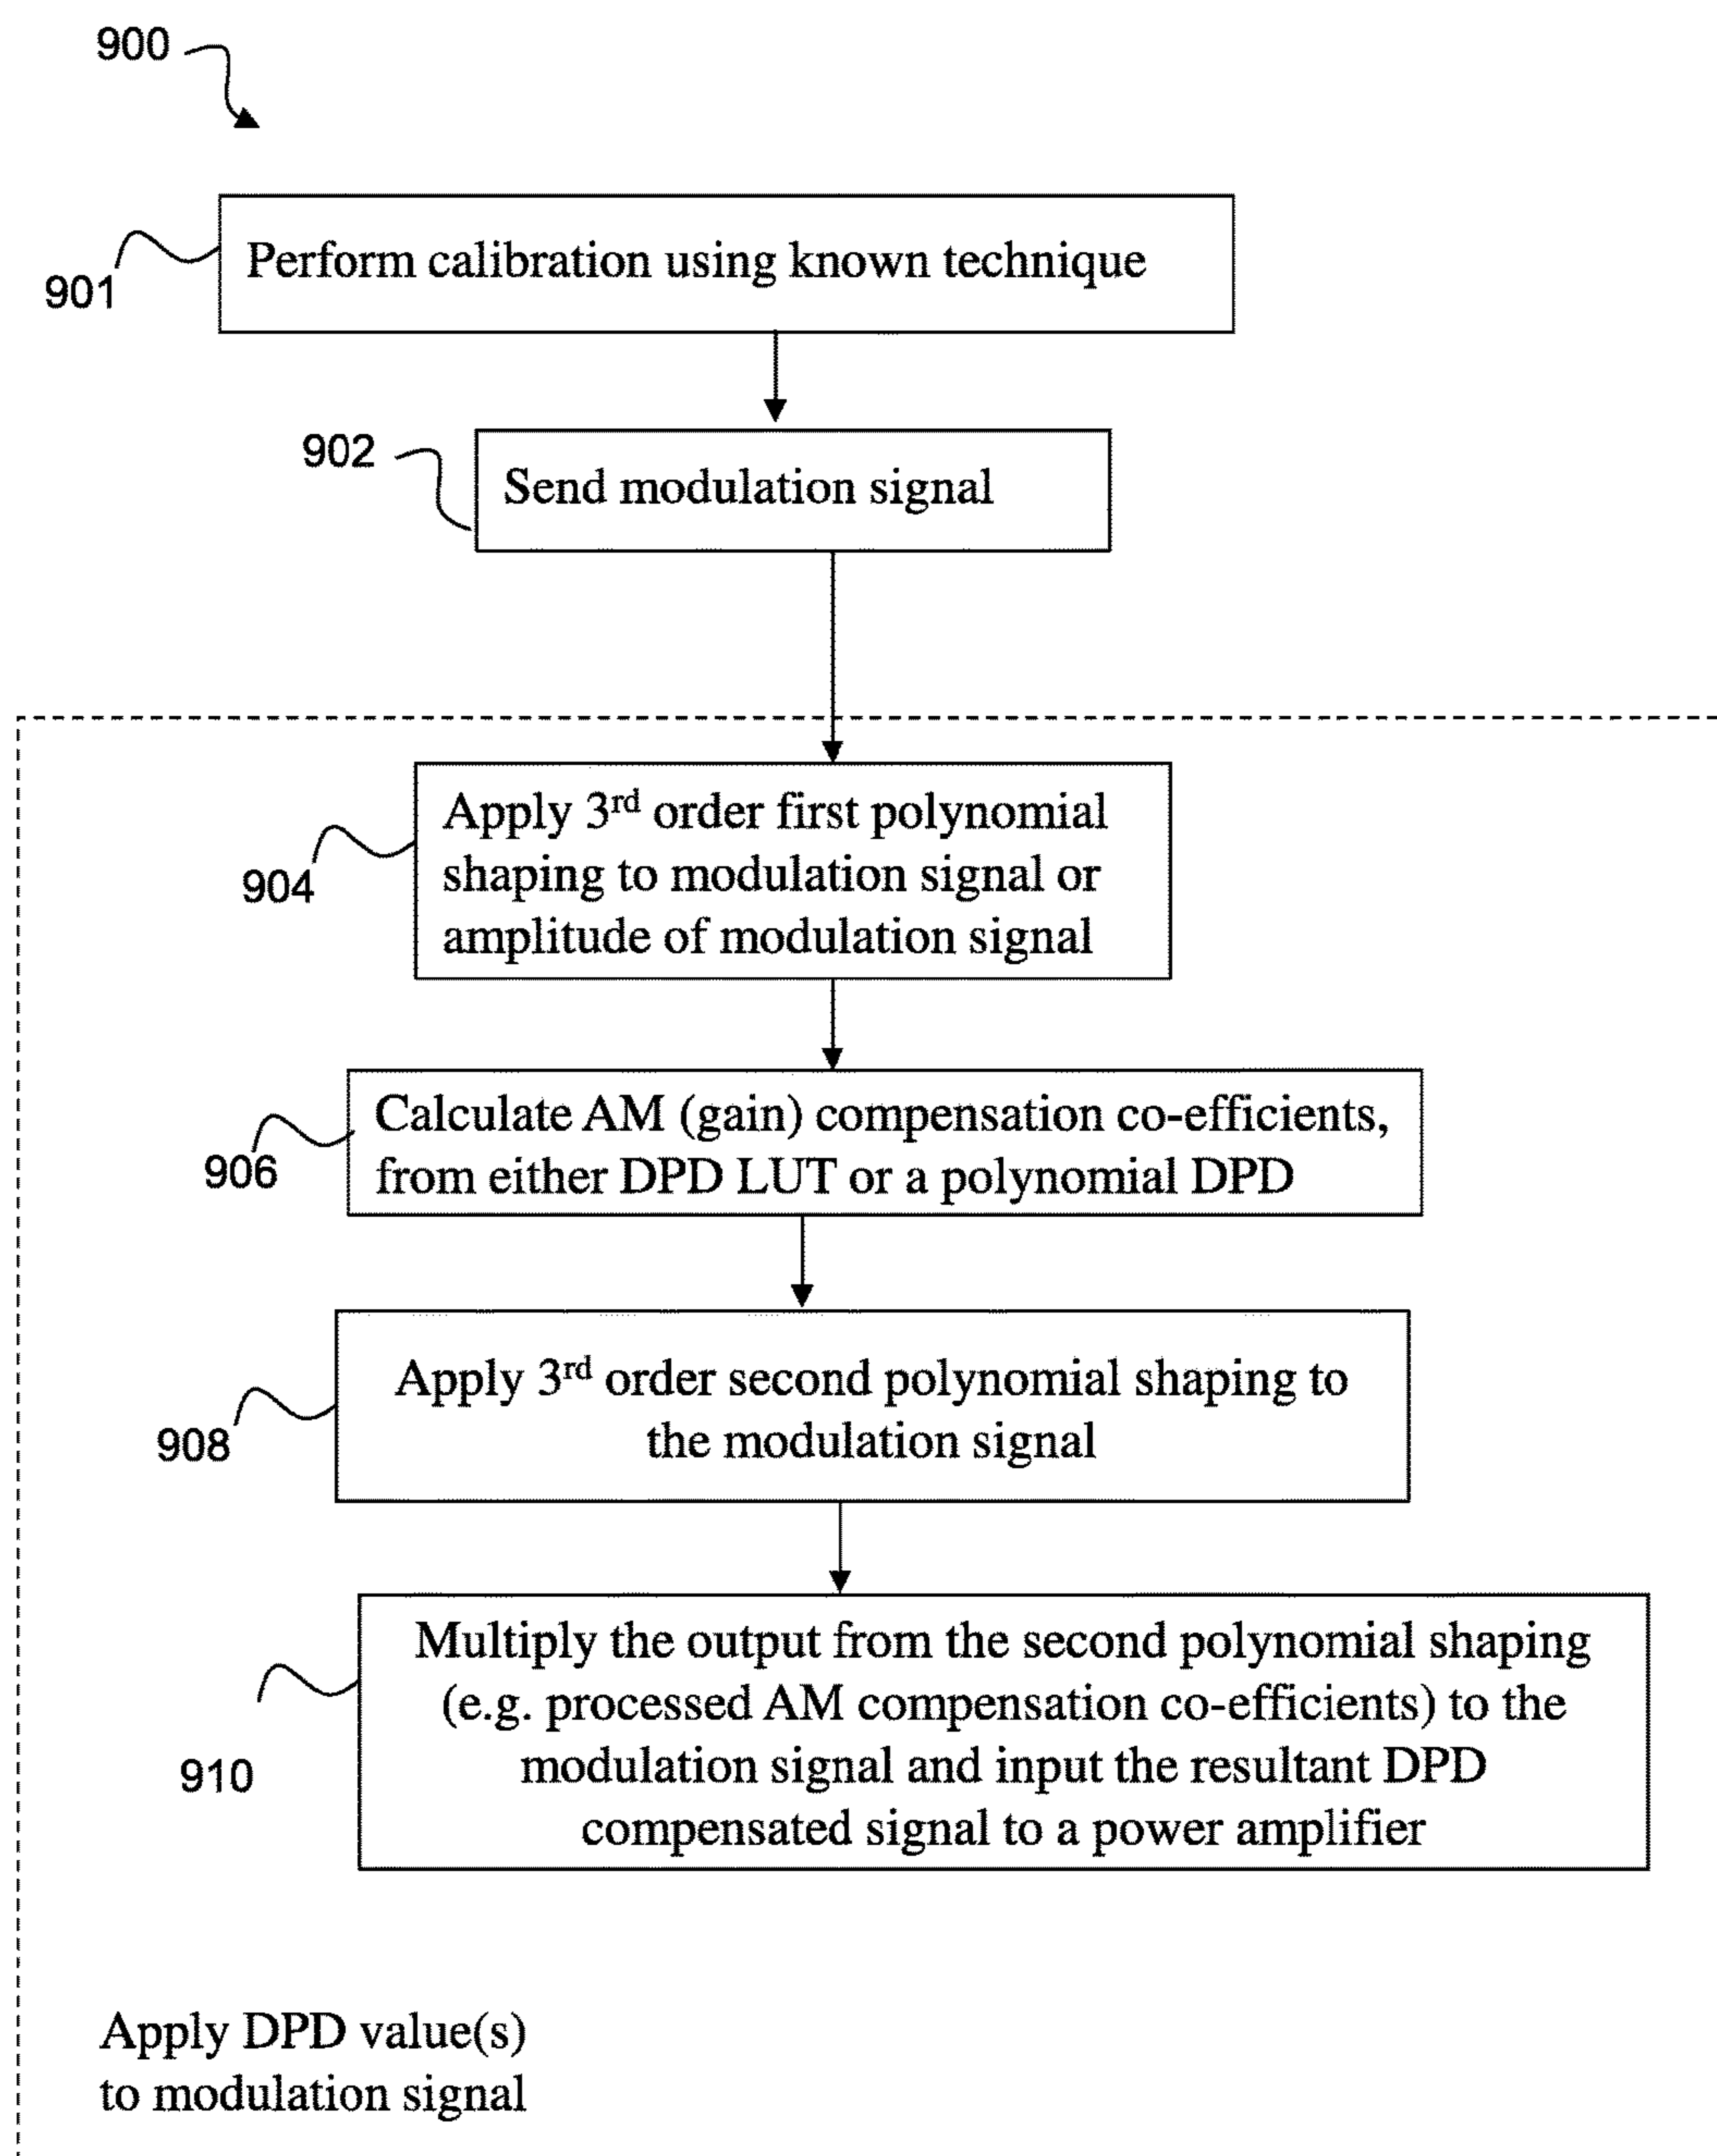 900
Perform calibration using known technique
901
902
Send modulation signal
Apply 3rd order first polynomial
shaping to modulation signal or
amplitude of modulation signal
904
Calculate AM (gain) compensation co-efficients,
from either DPD LUT or a polynomial DPD
906
Apply 3rd order second polynomial shaping to
the modulation signal
908
Multiply the output from the second polynomial shaping
(e.g. processed AM compensation co-efficients) to the
modulation signal and input the resultant DPD
compensated signal to a power amplifier
910
Apply DPD value(s)
to modulation signal